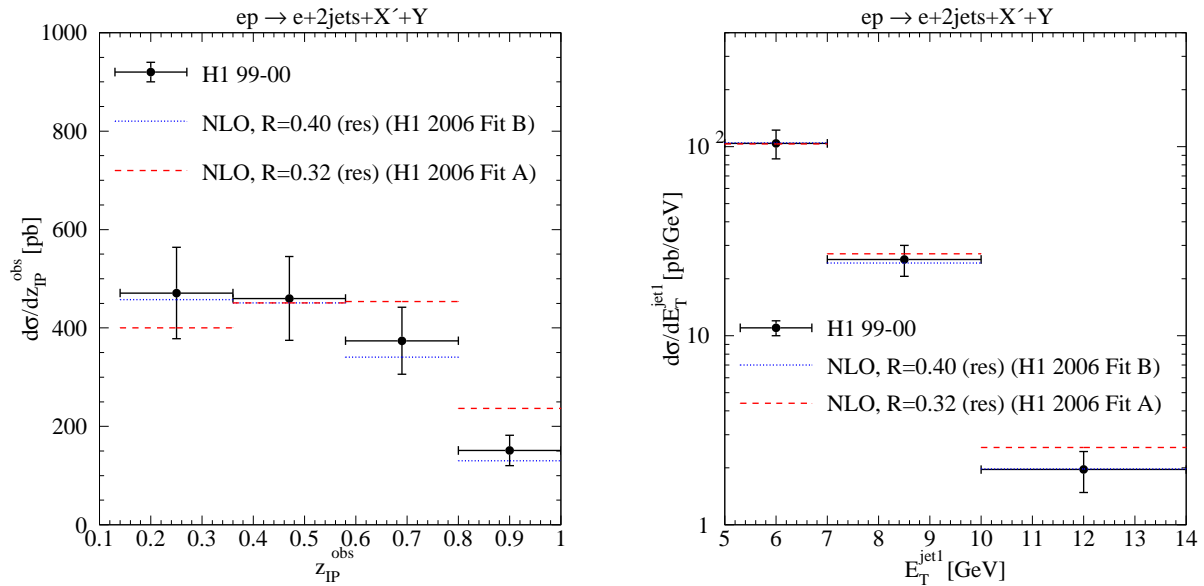 ep → e+2jets+X´+Y
dσ/dz_IP^obs [pb]
1000
800
600
400
200
0
H1 99-00
NLO, R=0.40 (res) (H1 2006 Fit B)
NLO, R=0.32 (res) (H1 2006 Fit A)
0.1 0.2 0.3 0.4 0.5 0.6 0.7 0.8 0.9 1
z_IP^obs
ep → e+2jets+X´+Y
dσ/dE_T^jet1 [pb/GeV]
10^2
10
1
H1 99-00
NLO, R=0.40 (res) (H1 2006 Fit B)
NLO, R=0.32 (res) (H1 2006 Fit A)
5 6 7 8 9 10 11 12 13 14
E_T^jet1 [GeV]